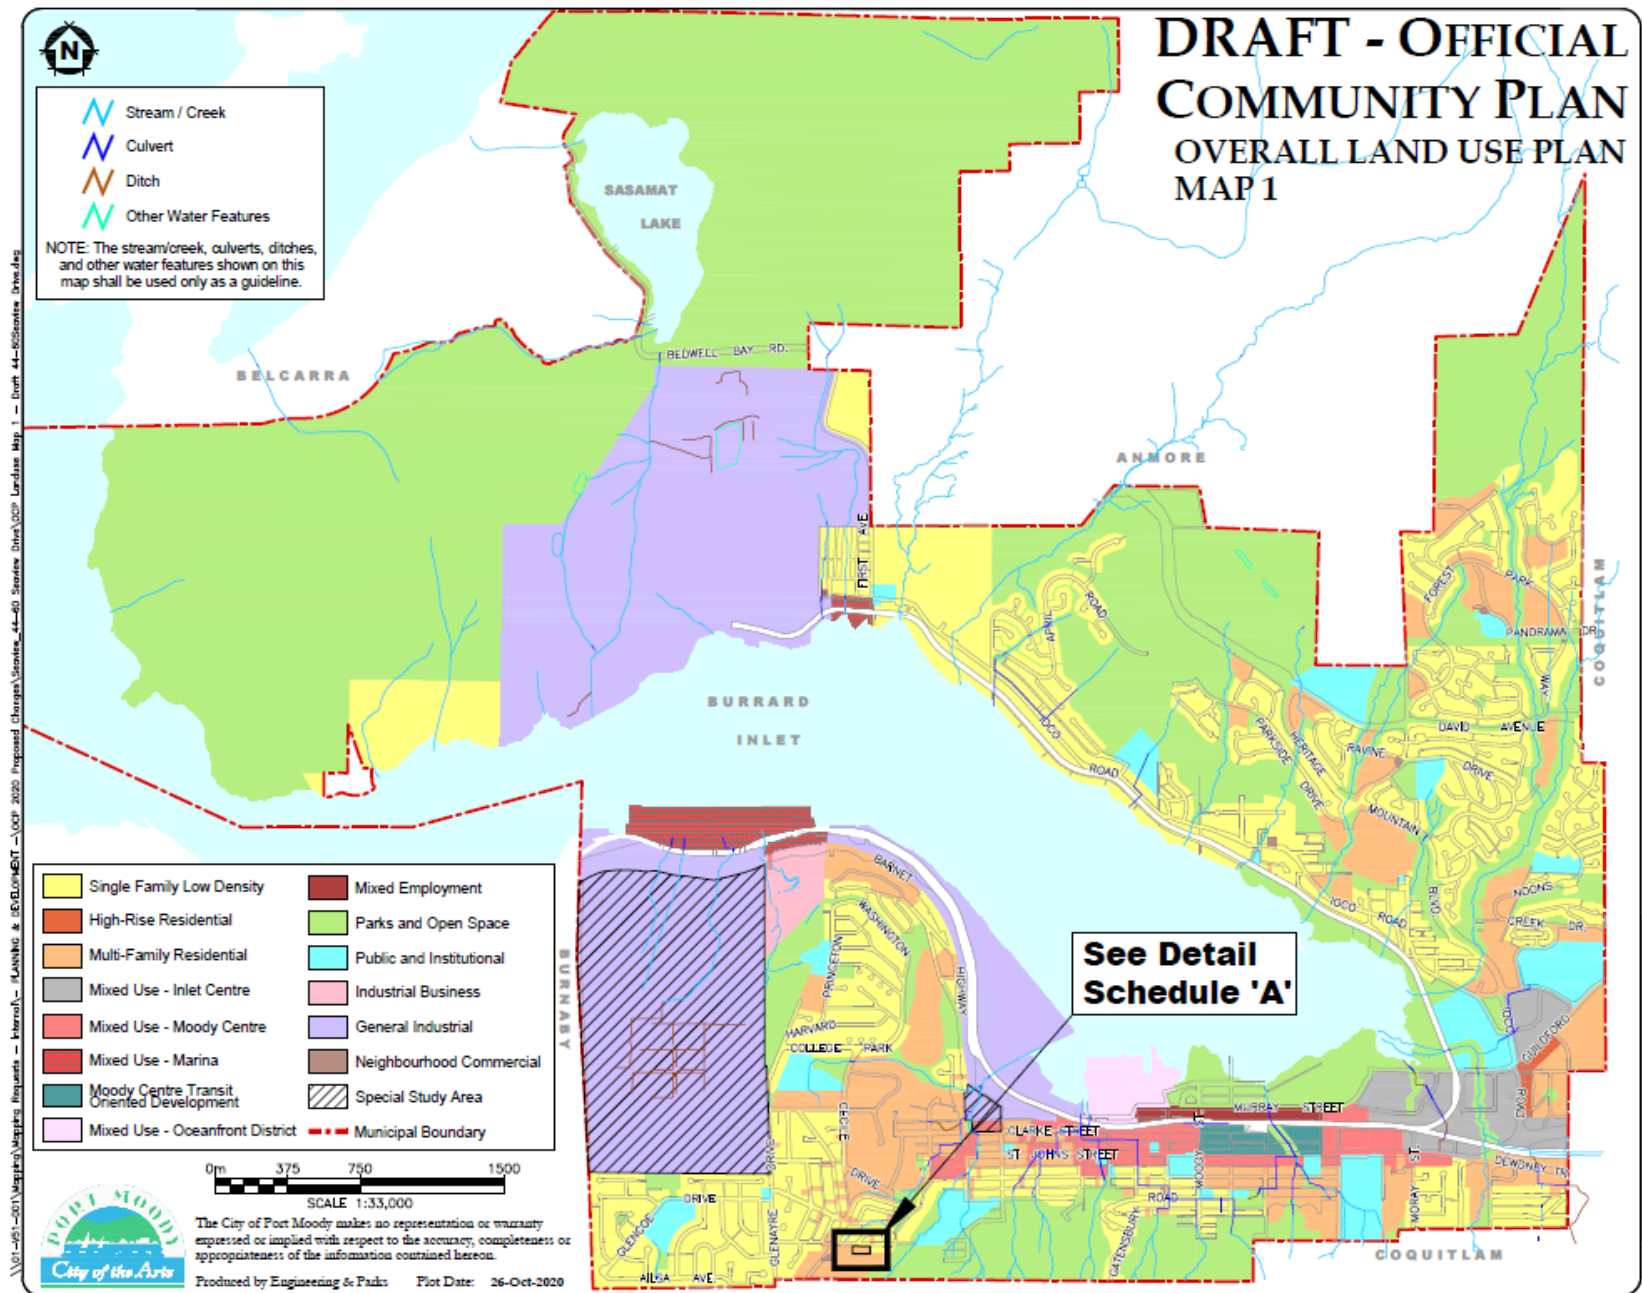 DRAFT - OFFICIAL
COMMUNITY PLAN
OVERALL LAND USE PLAN
MAP 1
N
Stream / Creek
Culvert
Ditch
Other Water Features
NOTE: The stream/creek, culverts, ditches,
and other water features shown on this
map shall be used only as a guideline.
SASAMAT
LAKE
BEDWELL BAY RD.
BELCARRA
ANMORE
FIRST AVE
APRIL
ROAD
FOREST
PARK
PANORAMA DR.
WAY
COQUITLAM
BURRARD
INLET
IOCO
ROAD
PARKSIDE
DRIVE
HERITAGE
MOUNTAIN
BLVD.
RAVINE
DRIVE
DAVID AVENUE
NOONS
CREEK DR.
IOCO ROAD
BARNET
HIGHWAY
WASHINGTON
PRINCETON
HARVARD
COLLEGE PARK
CECILE
DRIVE
BURNABY
See Detail
Schedule 'A'
IOCO
ROAD
GUILDFORD
MURRAY STREET
CLARKE STREET
ST JOHNS STREET
MOODY
ST.
MORAY
ST.
DEWDNEY TR
ROAD
GATENSBURY
COQUITLAM
GLENCOE
DRIVE
GLENAYRE
DRIVE
AILSA AVE.
Single Family Low Density
High-Rise Residential
Multi-Family Residential
Mixed Use - Inlet Centre
Mixed Use - Moody Centre
Mixed Use - Marina
Moody Centre Transit
Oriented Development
Mixed Use - Oceanfront District
Mixed Employment
Parks and Open Space
Public and Institutional
Industrial Business
General Industrial
Neighbourhood Commercial
Special Study Area
Municipal Boundary
0m 375 750 1500
SCALE 1:33,000
The City of Port Moody makes no representation or warranty
expressed or implied with respect to the accuracy, completeness or
appropriateness of the information contained hereon.
Produced by Engineering & Parks Plot Date: 26-Oct-2020
PORT MOODY
City of the Arts